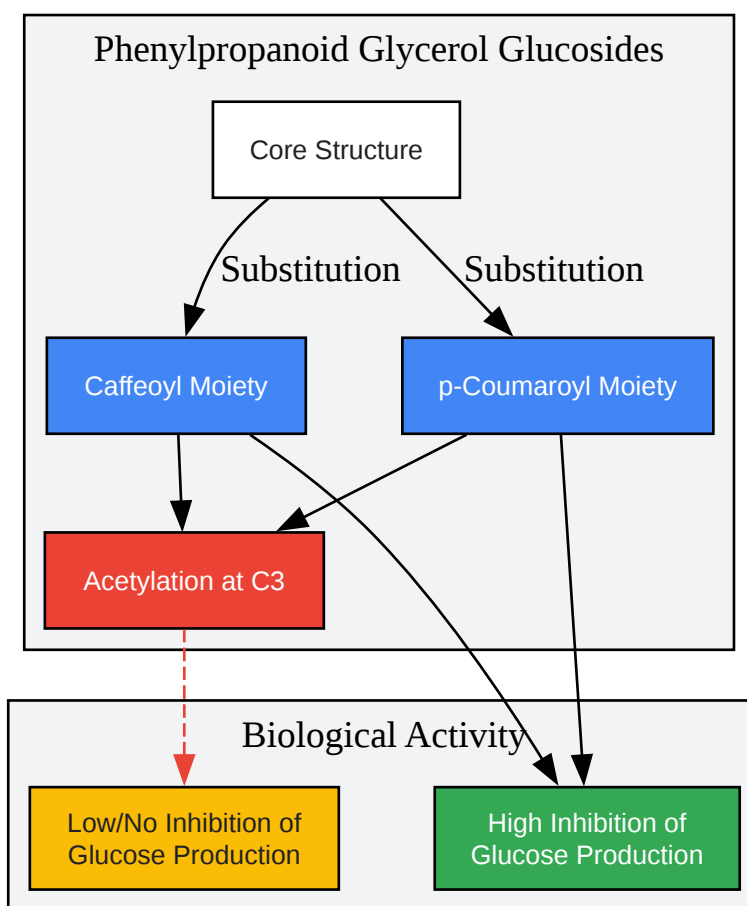 Phenylpropanoid Glycerol Glucosides
Core Structure
Substitution
Substitution
Caffeoyl Moiety
p-Coumaroyl Moiety
Acetylation at C3
Biological Activity
Low/No Inhibition of
Glucose Production
High Inhibition of
Glucose Production